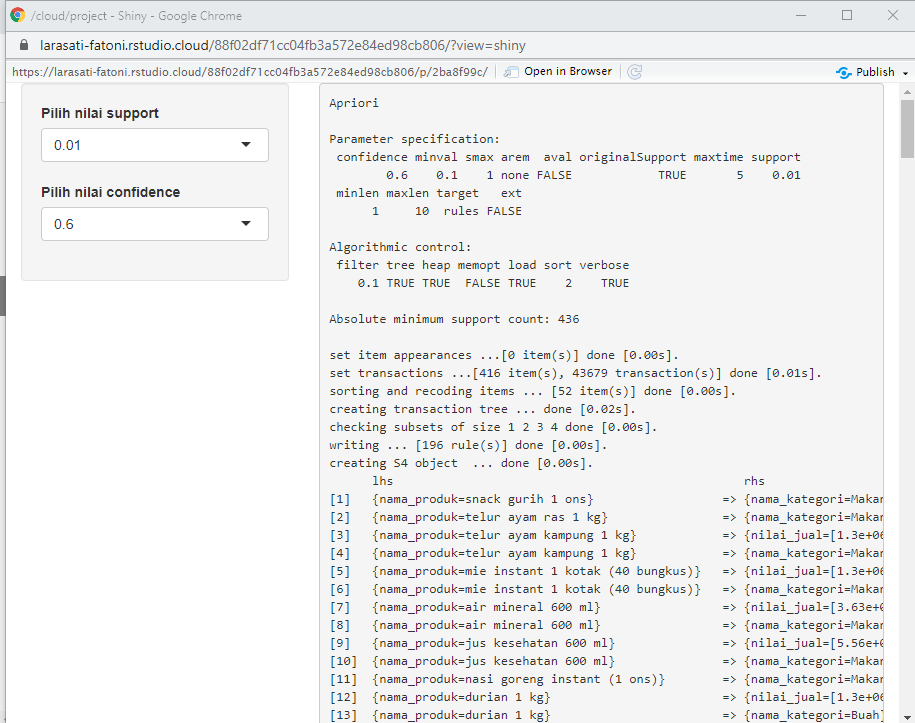 /cloud/project - Shiny - Google Chrome
larasati-fatoni.rstudio.cloud/88f02df71cc04fb3a572e84ed98cb806/?view=shiny
https://larasati-fatoni.rstudio.cloud/88f02df71cc04fb3a572e84ed98cb806/p/2ba8f99c/ Open in Browser Publish
Pilih nilai support
0.01
Pilih nilai confidence
0.6
Apriori
Parameter specification:
confidence minval smax arem aval originalSupport maxtime support
0.6 0.1 1 none FALSE TRUE 5 0.01
minlen maxlen target ext
1 10 rules FALSE
Algorithmic control:
filter tree heap memopt load sort verbose
0.1 TRUE TRUE FALSE TRUE 2 TRUE
Absolute minimum support count: 436
set item appearances ...[0 item(s)] done [0.00s].
set transactions ...[416 item(s), 43679 transaction(s)] done [0.01s].
sorting and recoding items ... [52 item(s)] done [0.00s].
creating transaction tree ... done [0.02s].
checking subsets of size 1 2 3 4 done [0.00s].
writing ... [196 rule(s)] done [0.00s].
creating S4 object ... done [0.00s].
lhs rhs
[1] {nama_produk=snack gurih 1 ons} => {nama_kategori=Makan
[2] {nama_produk=telur ayam ras 1 kg} => {nama_kategori=Makan
[3] {nama_produk=telur ayam kampung 1 kg} => {nilai_jual=[1.3e+06
[4] {nama_produk=telur ayam kampung 1 kg} => {nama_kategori=Makan
[5] {nama_produk=mie instant 1 kotak (40 bungkus)} => {nilai_jual=[1.3e+06
[6] {nama_produk=mie instant 1 kotak (40 bungkus)} => {nama_kategori=Makan
[7] {nama_produk=air mineral 600 ml} => {nilai_jual=[3.63e+0
[8] {nama_produk=air mineral 600 ml} => {nama_kategori=Makan
[9] {nama_produk=jus kesehatan 600 ml} => {nilai_jual=[5.56e+0
[10] {nama_produk=jus kesehatan 600 ml} => {nama_kategori=Makan
[11] {nama_produk=nasi goreng instant (1 ons)} => {nama_kategori=Makan
[12] {nama_produk=durian 1 kg} => {nilai_jual=[1.3e+06
[13] {nama_produk=durian 1 kg} => {nama_kategori=Buah}